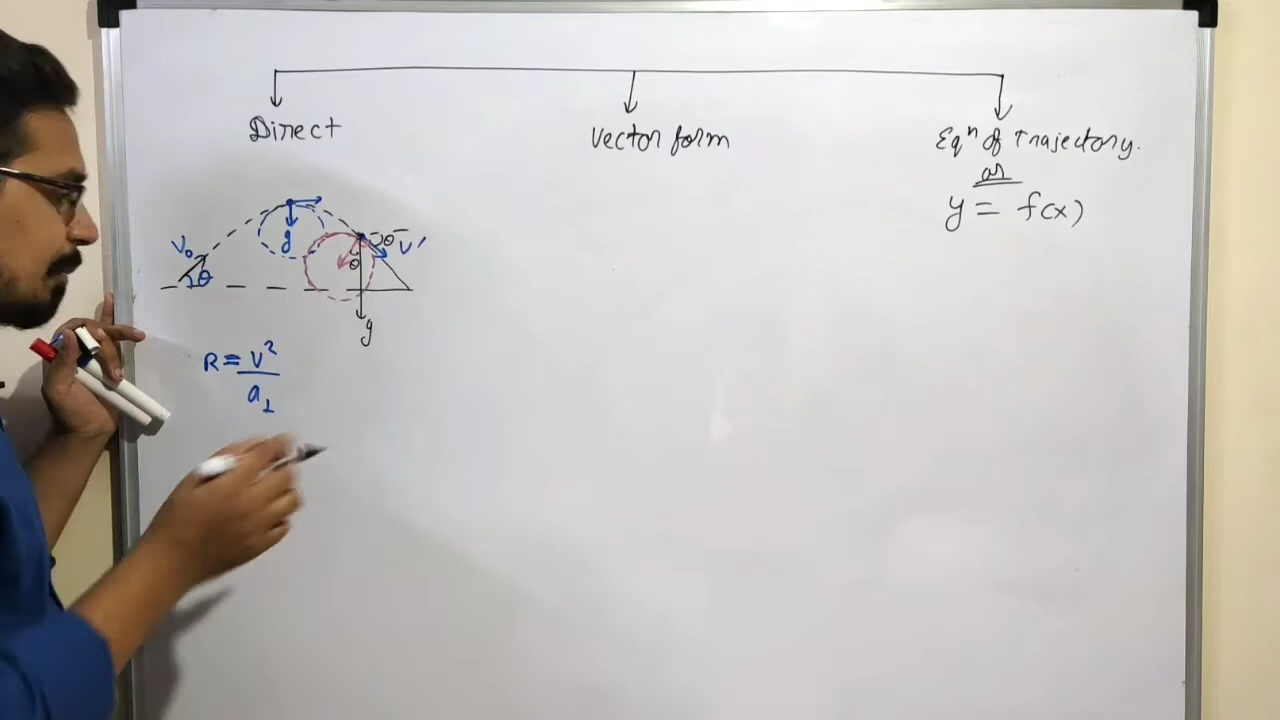 Direct
Vector form
Eqⁿ of Trajectory.
or
y = f(x)
V₀
θ
g
θ
V'
θ
g
R = V²
a⊥